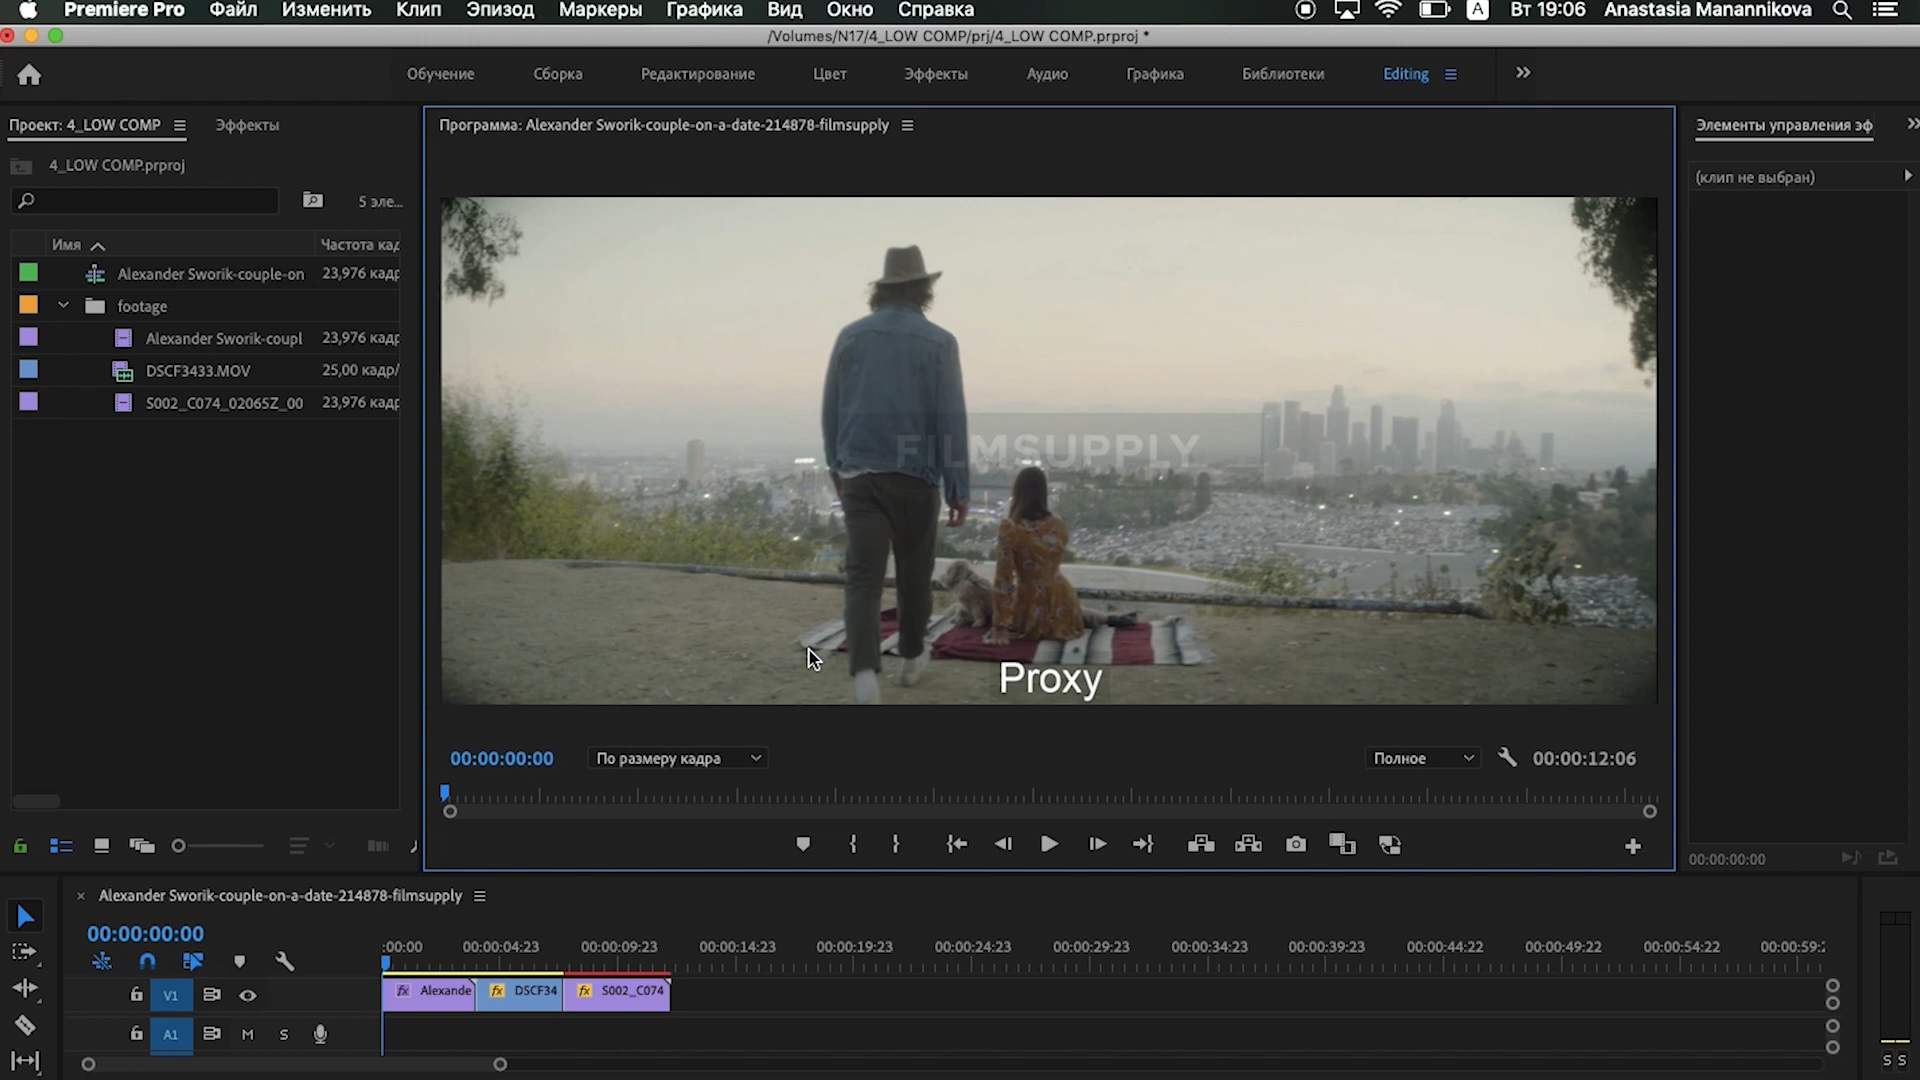 Premiere Pro Файл Изменить Клип Эпизод Маркеры Графика Вид Окно Справка A Вт 19:06 Anastasia Manannikova
/Volumes/N17/4_LOW COMP/prj/4_LOW COMP.prproj *
Обучение Сборка Редактирование Цвет Эффекты Аудио Графика Библиотеки Editing
Проект: 4_LOW COMP Эффекты
Программа: Alexander Sworik-couple-on-a-date-214878-filmsupply
Элементы управления эф
4_LOW COMP.prproj
(клип не выбран)
5 эле...
Имя Частота кад
Alexander Sworik-couple-on 23,976 кадр
footage
Alexander Sworik-coupl 23,976 кадр
DSCF3433.MOV 25,00 кадр/
S002_C074_02065Z_00 23,976 кадр
FILMSUPPLY
Proxy
00:00:00:00 По размеру кадра Полное 00:00:12:06
00:00:00:00
Alexander Sworik-couple-on-a-date-214878-filmsupply
00:00:00:00
:00:00 00:00:04:23 00:00:09:23 00:00:14:23 00:00:19:23 00:00:24:23 00:00:29:23 00:00:34:23 00:00:39:23 00:00:44:22 00:00:49:22 00:00:54:22 00:00:59:2
V1 fx Alexande fx DSCF34 fx S002_C074
A1 M S
S S